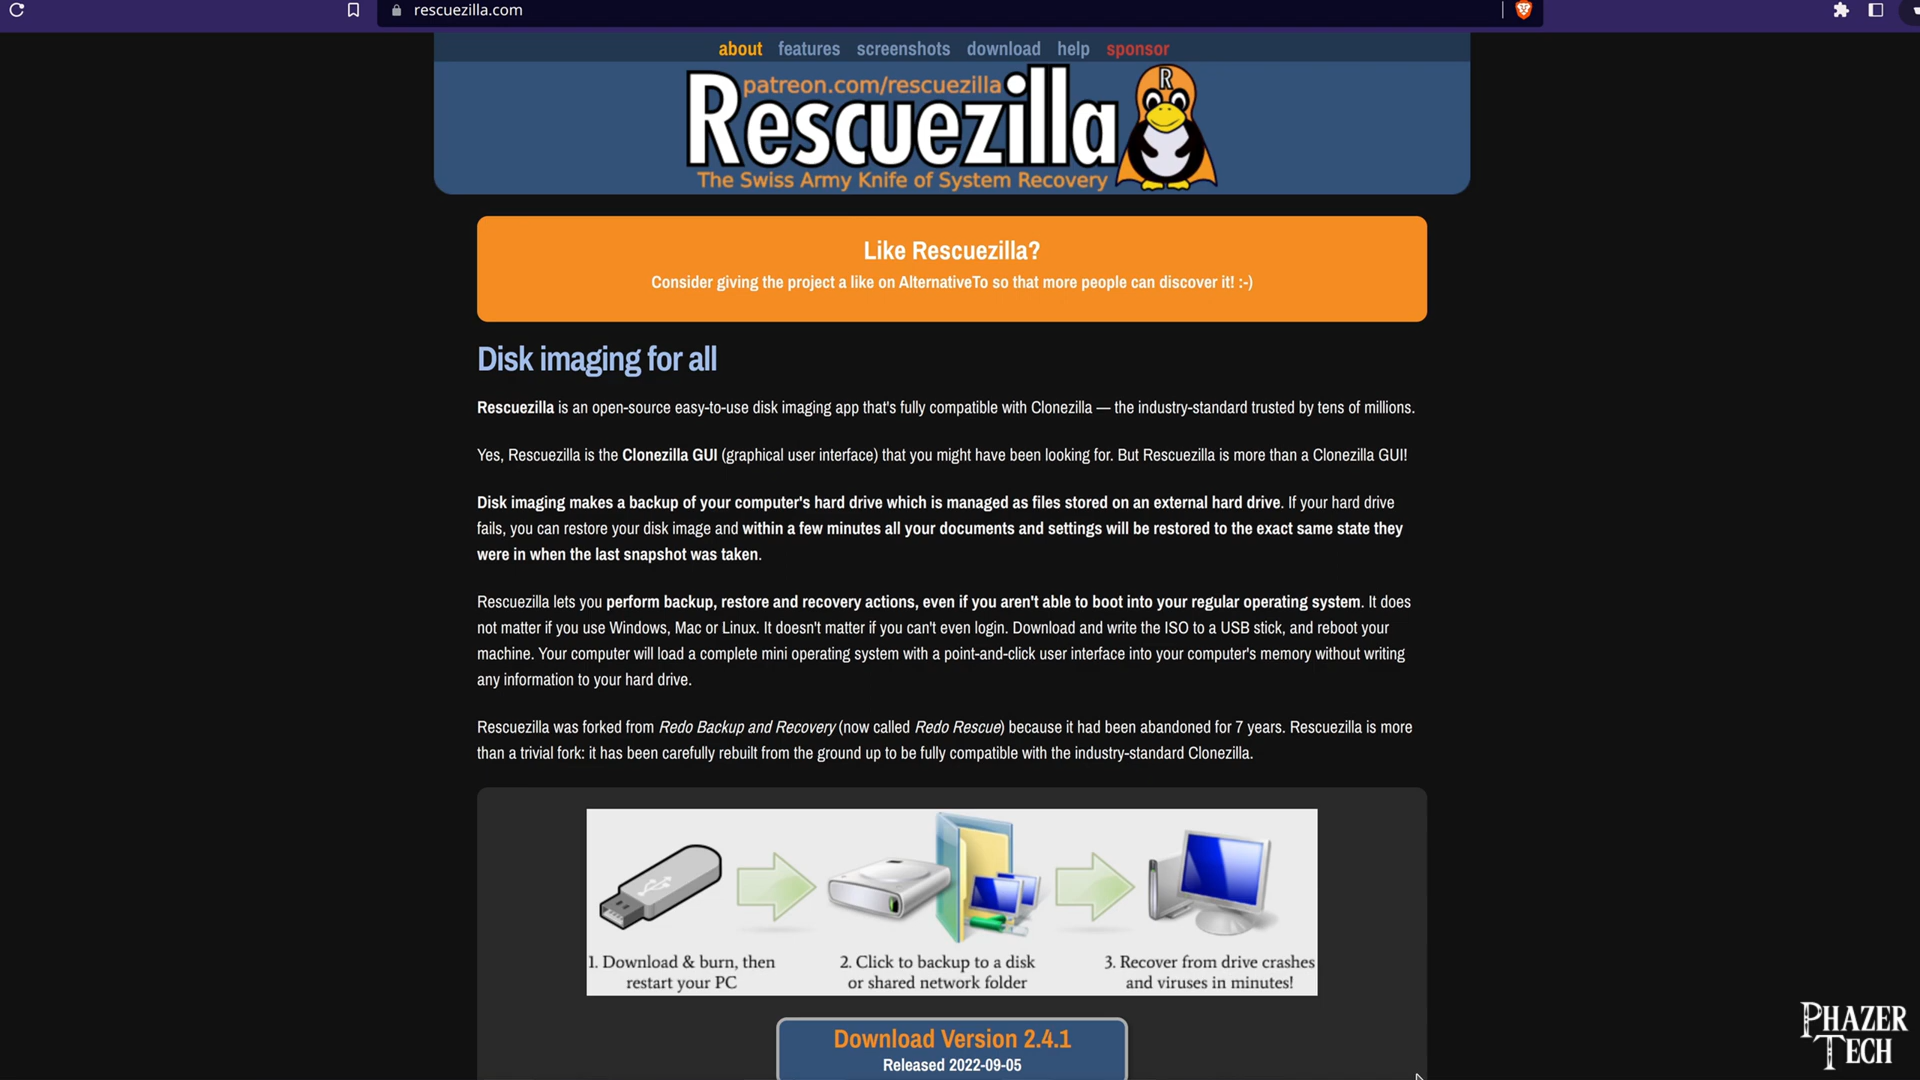 rescuezilla.com
about features screenshots download help sponsor
patreon.com/rescuezilla
Rescuezilla
R
The Swiss Army Knife of System Recovery
Like Rescuezilla?
Consider giving the project a like on AlternativeTo so that more people can discover it! :-)
Disk imaging for all
Rescuezilla is an open-source easy-to-use disk imaging app that's fully compatible with Clonezilla — the industry-standard trusted by tens of millions.
Yes, Rescuezilla is the Clonezilla GUI (graphical user interface) that you might have been looking for. But Rescuezilla is more than a Clonezilla GUI!
Disk imaging makes a backup of your computer's hard drive which is managed as files stored on an external hard drive. If your hard drive
fails, you can restore your disk image and within a few minutes all your documents and settings will be restored to the exact same state they
were in when the last snapshot was taken.
Rescuezilla lets you perform backup, restore and recovery actions, even if you aren't able to boot into your regular operating system. It does
not matter if you use Windows, Mac or Linux. It doesn't matter if you can't even login. Download and write the ISO to a USB stick, and reboot your
machine. Your computer will load a complete mini operating system with a point-and-click user interface into your computer's memory without writing
any information to your hard drive.
Rescuezilla was forked from Redo Backup and Recovery (now called Redo Rescue) because it had been abandoned for 7 years. Rescuezilla is more
than a trivial fork: it has been carefully rebuilt from the ground up to be fully compatible with the industry-standard Clonezilla.
1. Download & burn, then
restart your PC
2. Click to backup to a disk
or shared network folder
3. Recover from drive crashes
and viruses in minutes!
Download Version 2.4.1
Released 2022-09-05
PHAZER
TECH